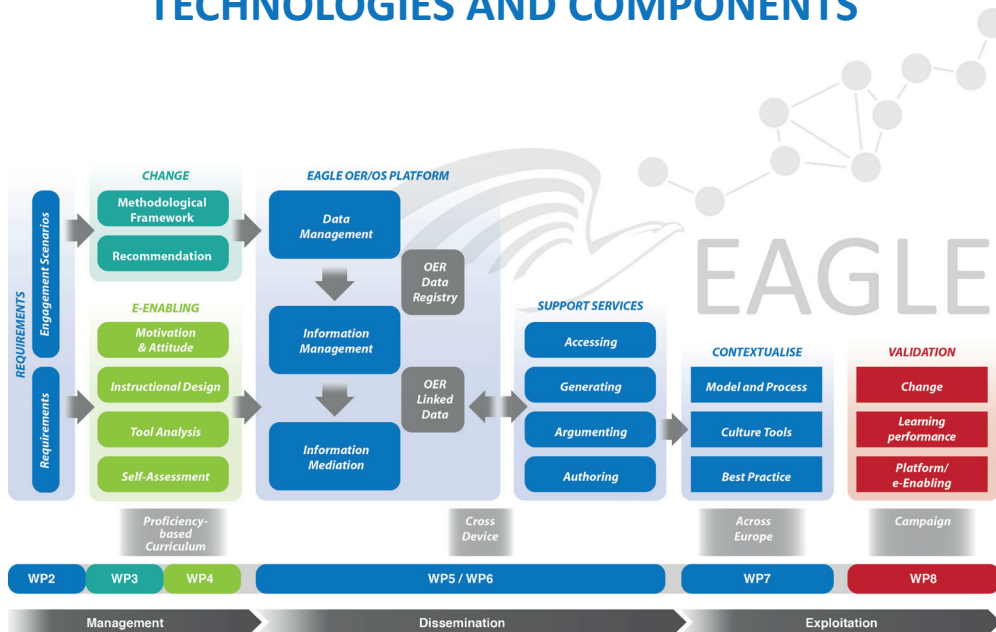 TECHNOLOGIES AND COMPONENTS
EAGLE
REQUIREMENTS
Engagement Scenarios
Requirements
CHANGE
Methodological
Framework
Recommendation
E-ENABLING
Motivation
& Attitude
Instructional Design
Tool Analysis
Self-Assessment
EAGLE OER/OS PLATFORM
Data
Management
Information
Management
Information
Mediation
OER
Data
Registry
OER
Linked
Data
SUPPORT SERVICES
Accessing
Generating
Argumenting
Authoring
CONTEXTUALISE
Model and Process
Culture Tools
Best Practice
VALIDATION
Change
Learning
performance
Platform/
e-Enabling
Proficiency-
based
Curriculum
Cross
Device
Across
Europe
Campaign
WP2
WP3
WP4
WP5 / WP6
WP7
WP8
Management
Dissemination
Exploitation